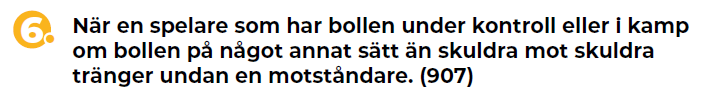 6. När en spelare som har bollen under kontroll eller i kamp
om bollen på något annat sätt än skuldra mot skuldra
tränger undan en motståndare. (907)